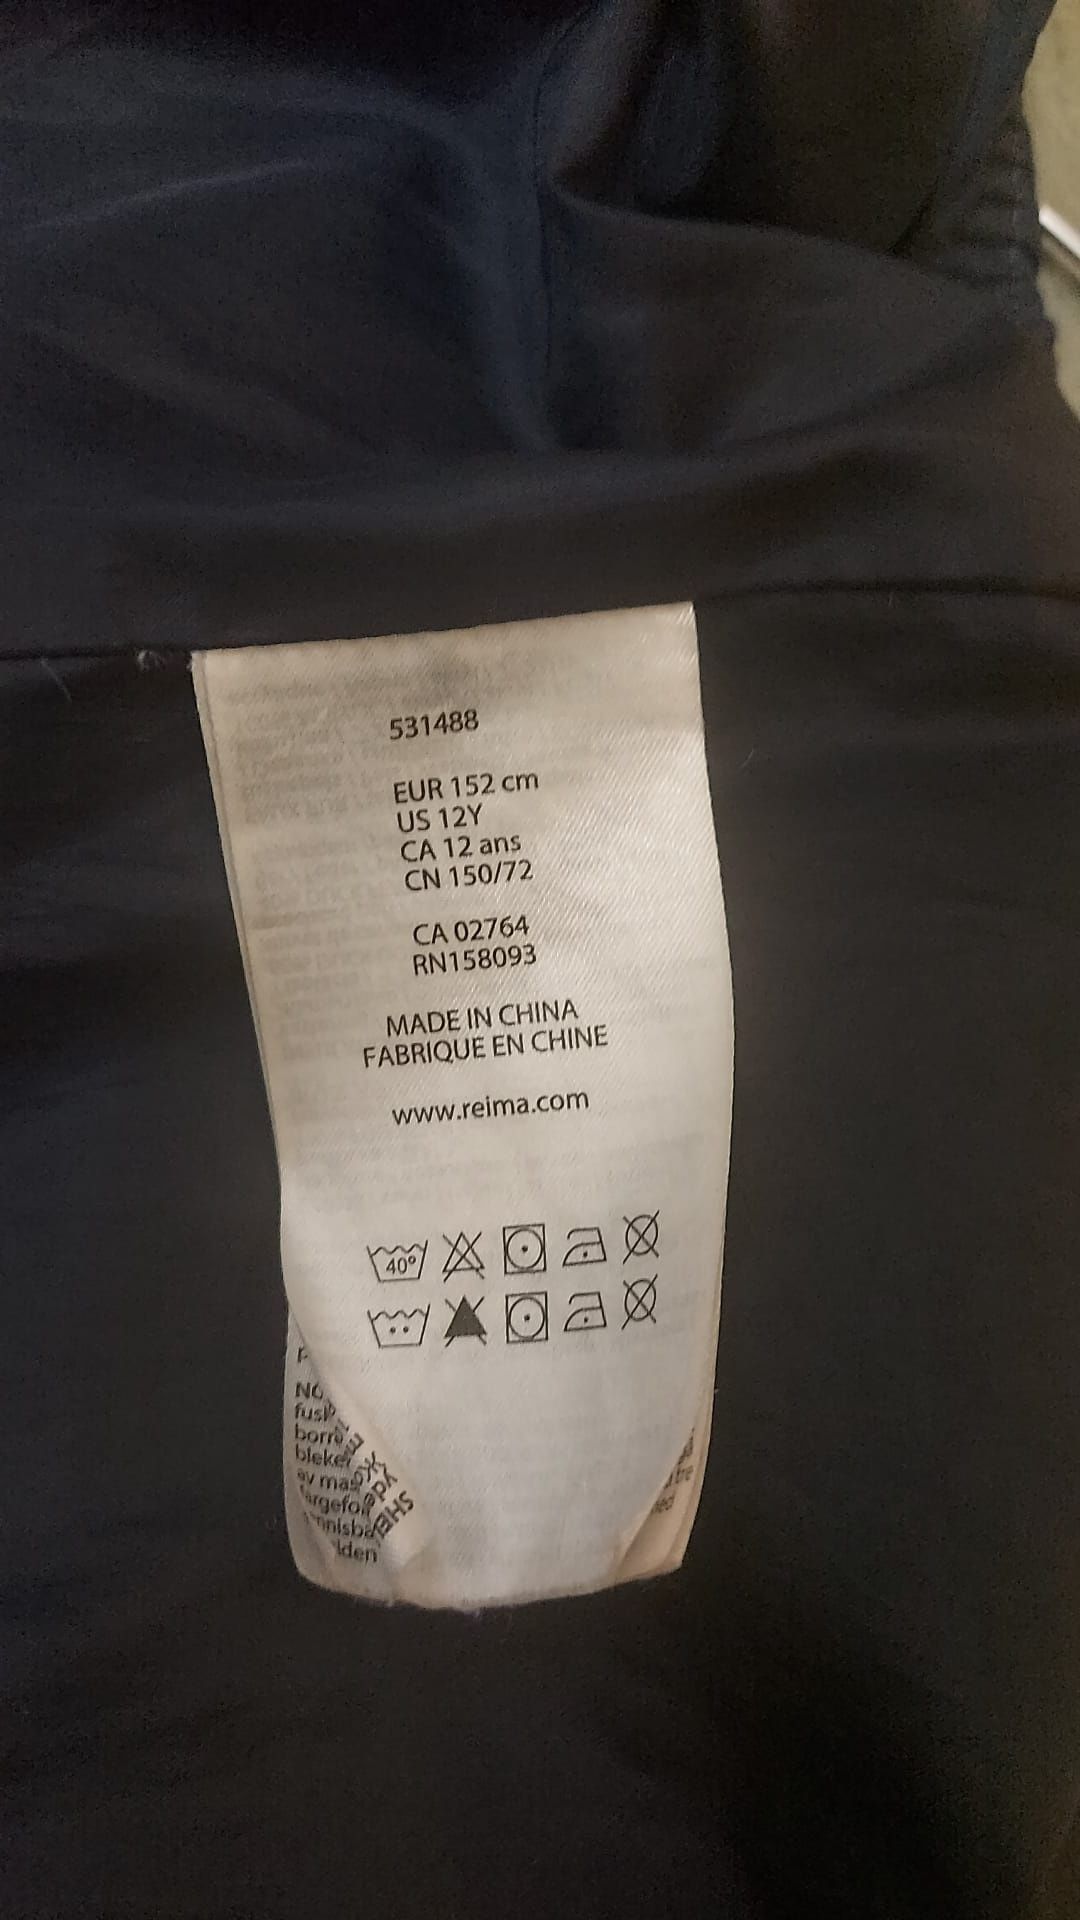 531488
EUR 152 cm
US 12Y
CA 12 ans
CN 150/72
CA 02764
RN158093
MADE IN CHINA
FABRIQUE EN CHINE
www.reima.com
40°